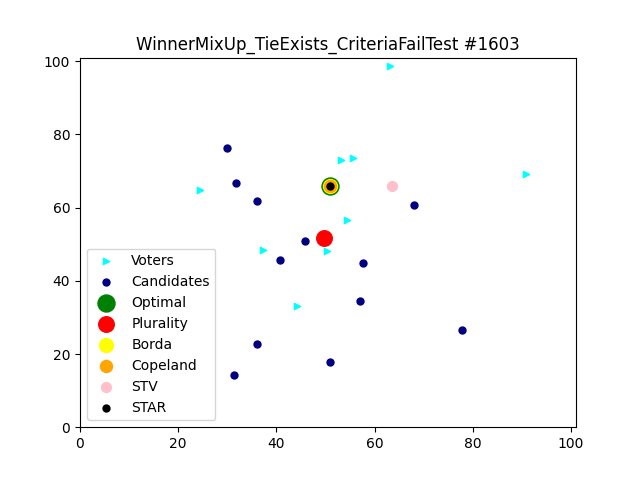 WinnerMixUp_TieExists_CriteriaFailTest #1603
100
80
60
40
20
0
Voters
Candidates
Optimal
Plurality
Borda
Copeland
STV
STAR
0 20 40 60 80 100